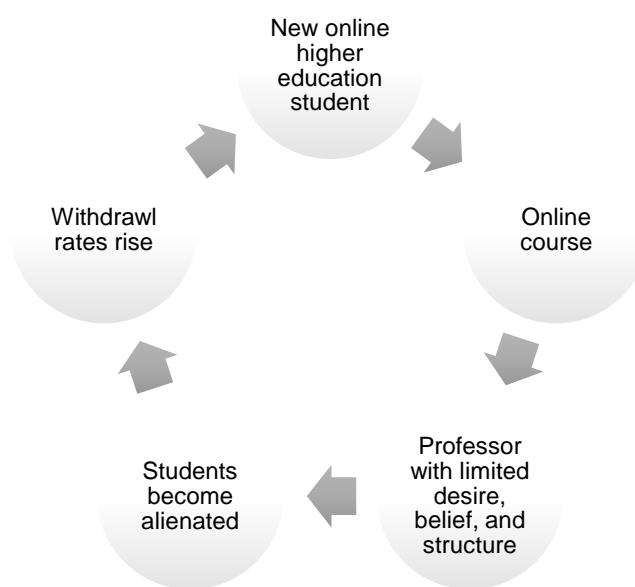 New online
higher
education
student
Online
course
Professor
with limited
desire,
belief, and
structure
Students
become
alienated
Withdrawl
rates rise